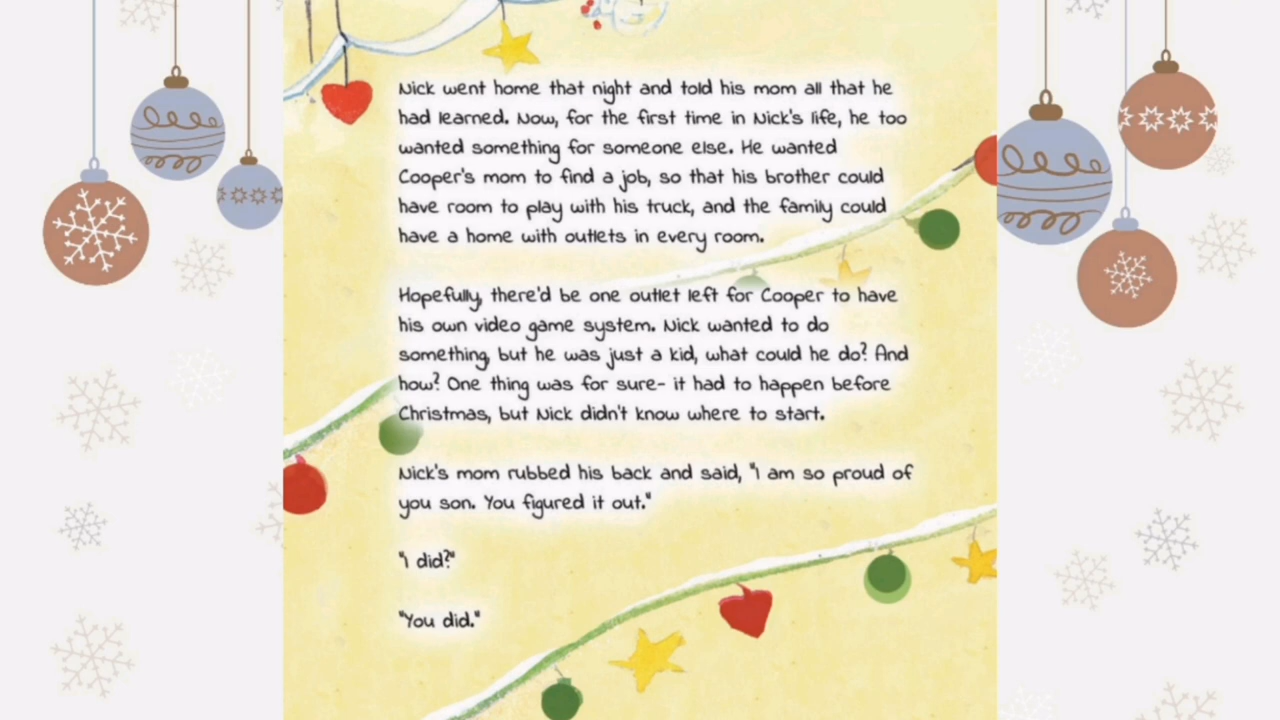 Nick went home that night and told his mom all that he
had learned. Now, for the first time in Nick's life, he too
wanted something for someone else. He wanted
Cooper's mom to find a job, so that his brother could
have room to play with his truck, and the family could
have a home with outlets in every room.
Hopefully, there'd be one outlet left for Cooper to have
his own video game system. Nick wanted to do
something, but he was just a kid, what could he do? And
how? One thing was for sure- it had to happen before
Christmas, but Nick didn't know where to start.
Nick's mom rubbed his back and said, "I am so proud of
you son. You figured it out."
"I did?"
"You did."